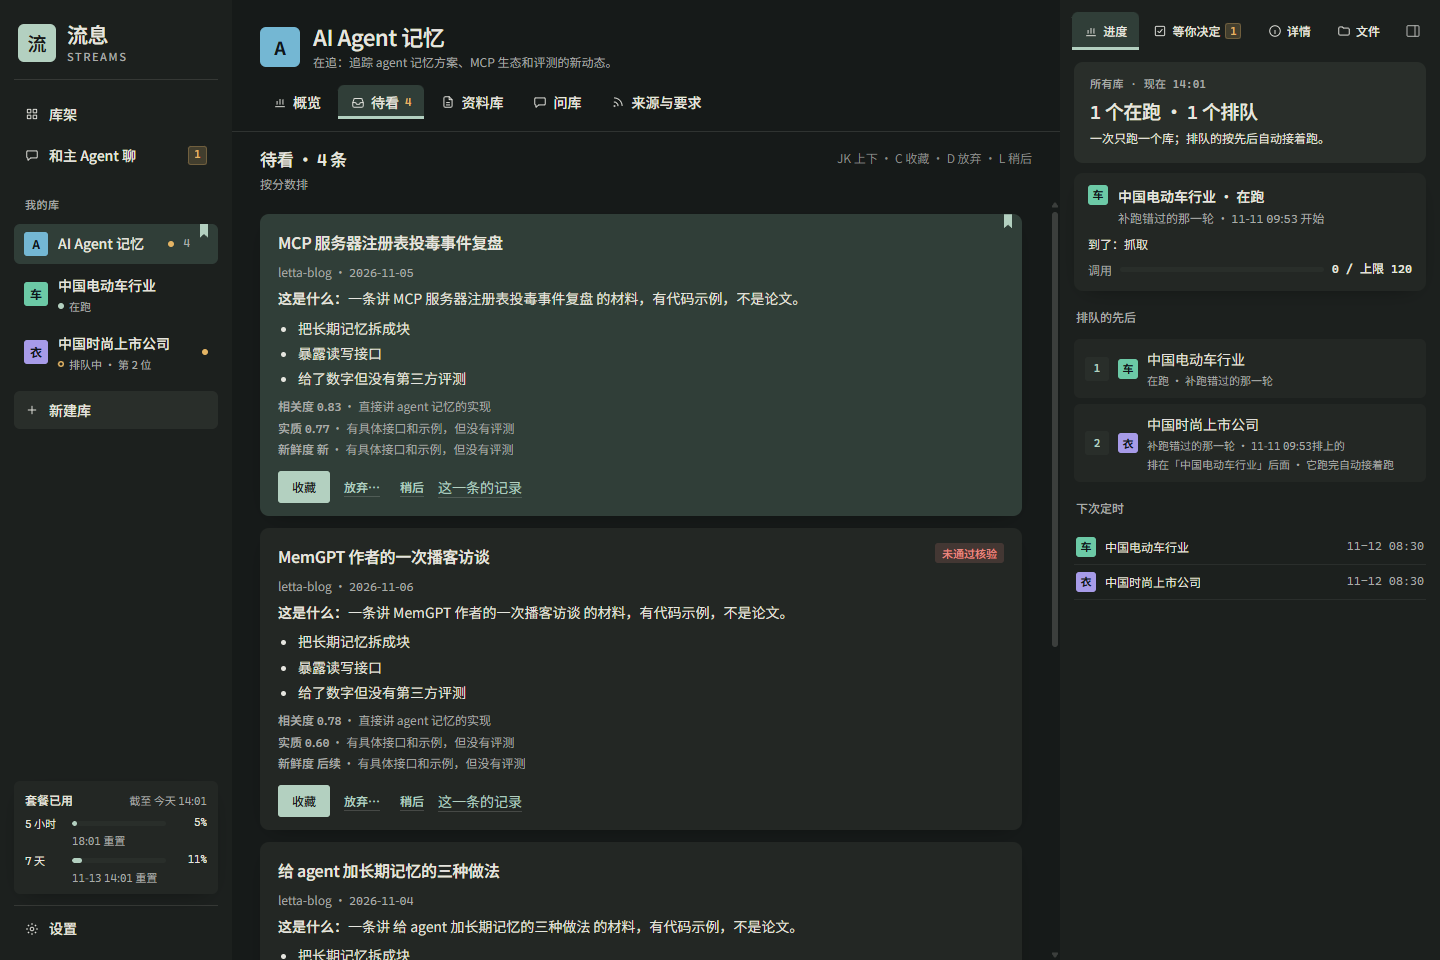 流
流息
STREAMS
库架
和主 Agent 聊
1
我的库
A
AI Agent 记忆
4
车
中国电动车行业
在跑
衣
中国时尚上市公司
排队中 · 第 2 位
新建库
套餐已用
截至 今天 14:01
5 小时
5%
18:01 重置
7 天
11%
11-13 14:01 重置
设置
A
AI Agent 记忆
在追：追踪 agent 记忆方案、MCP 生态和评测的新动态。
概览
待看 4
资料库
问库
来源与要求
待看 · 4 条
JK 上下 · C 收藏 · D 放弃 · L 稍后
按分数排
MCP 服务器注册表投毒事件复盘
letta-blog · 2026-11-05
这是什么：一条讲 MCP 服务器注册表投毒事件复盘 的材料，有代码示例，不是论文。
• 把长期记忆拆成块
• 暴露读写接口
• 给了数字但没有第三方评测
相关度 0.83 · 直接讲 agent 记忆的实现
实质 0.77 · 有具体接口和示例，但没有评测
新鲜度 新 · 有具体接口和示例，但没有评测
收藏
放弃…
稍后
这一条的记录
MemGPT 作者的一次播客访谈
未通过核验
letta-blog · 2026-11-06
这是什么：一条讲 MemGPT 作者的一次播客访谈 的材料，有代码示例，不是论文。
• 把长期记忆拆成块
• 暴露读写接口
• 给了数字但没有第三方评测
相关度 0.78 · 直接讲 agent 记忆的实现
实质 0.60 · 有具体接口和示例，但没有评测
新鲜度 后续 · 有具体接口和示例，但没有评测
收藏
放弃…
稍后
这一条的记录
给 agent 加长期记忆的三种做法
letta-blog · 2026-11-04
这是什么：一条讲 给 agent 加长期记忆的三种做法 的材料，有代码示例，不是论文。
• 把长期记忆拆成块
进度
等你决定 1
详情
文件
所有库 · 现在 14:01
1 个在跑 · 1 个排队
一次只跑一个库；排队的按先后自动接着跑。
车
中国电动车行业 · 在跑
补跑错过的那一轮 · 11-11 09:53 开始
到了：抓取
调用
0 / 上限 120
排队的先后
1
车
中国电动车行业
在跑 · 补跑错过的那一轮
2
衣
中国时尚上市公司
补跑错过的那一轮 · 11-11 09:53排上的
排在「中国电动车行业」后面 · 它跑完自动接着跑
下次定时
车
中国电动车行业
11-12 08:30
衣
中国时尚上市公司
11-12 08:30